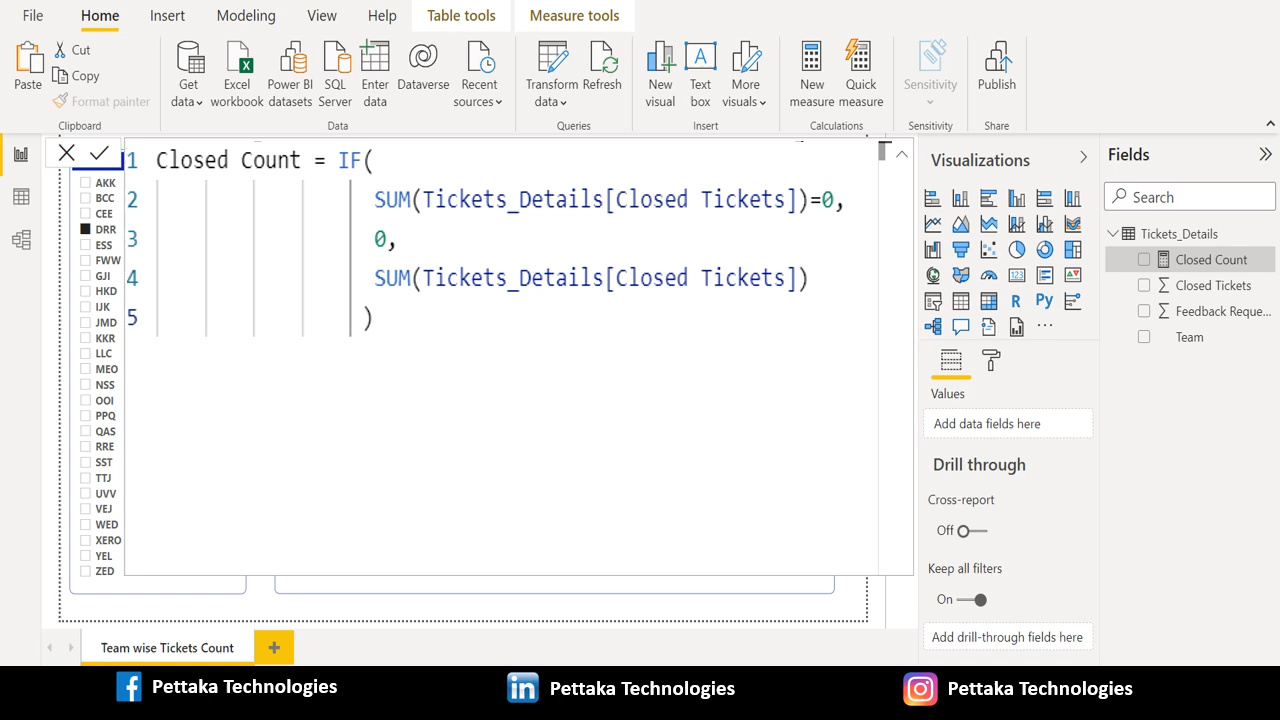 File Home Insert Modeling View Help Table tools Measure tools
Paste
Cut
Copy
Format painter
Clipboard
Get data
Excel workbook
Power BI datasets
SQL Server
Enter data
Dataverse
Recent sources
Data
Transform data
Refresh
Queries
New visual
Text box
More visuals
Insert
New measure
Quick measure
Calculations
Sensitivity
Sensitivity
Publish
Share
1 Closed Count = IF(
2 SUM(Tickets_Details[Closed Tickets])=0,
3 0,
4 SUM(Tickets_Details[Closed Tickets])
5 )
AKK
BCC
CEE
DRR
ESS
FWW
GJI
HKD
IJK
JMD
KKR
LLC
MEO
NSS
OOI
PPQ
QAS
RRE
SST
TTJ
UVV
VEJ
WED
XERO
YEL
ZED
Visualizations
R Py
Values
Add data fields here
Drill through
Cross-report
Off
Keep all filters
On
Add drill-through fields here
Fields
Search
Tickets_Details
Closed Count
Closed Tickets
Feedback Reque...
Team
Team wise Tickets Count
Pettaka Technologies
Pettaka Technologies
Pettaka Technologies